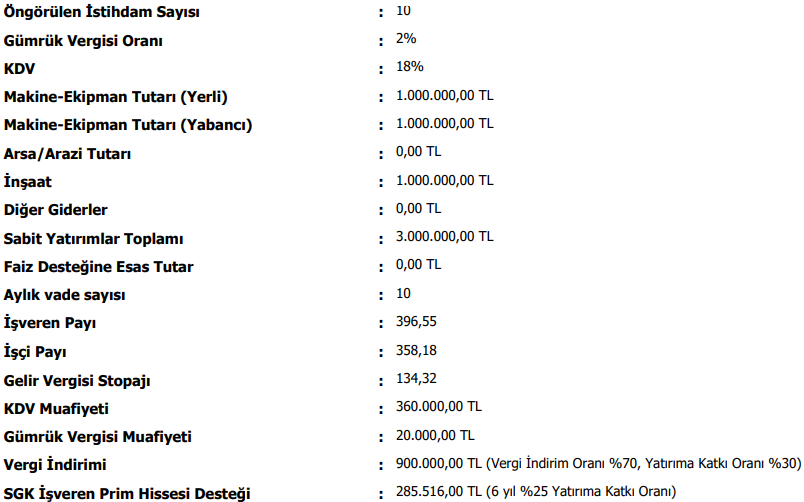 Öngörülen İstihdam Sayısı : 10
Gümrük Vergisi Oranı : 2%
KDV : 18%
Makine-Ekipman Tutarı (Yerli) : 1.000.000,00 TL
Makine-Ekipman Tutarı (Yabancı) : 1.000.000,00 TL
Arsa/Arazi Tutarı : 0,00 TL
İnşaat : 1.000.000,00 TL
Diğer Giderler : 0,00 TL
Sabit Yatırımlar Toplamı : 3.000.000,00 TL
Faiz Desteğine Esas Tutar : 0,00 TL
Aylık vade sayısı : 10
İşveren Payı : 396,55
İşçi Payı : 358,18
Gelir Vergisi Stopajı : 134,32
KDV Muafiyeti : 360.000,00 TL
Gümrük Vergisi Muafiyeti : 20.000,00 TL
Vergi İndirimi : 900.000,00 TL (Vergi İndirim Oranı %70, Yatırıma Katkı Oranı %30)
SGK İşveren Prim Hissesi Desteği : 285.516,00 TL (6 yıl %25 Yatırıma Katkı Oranı)